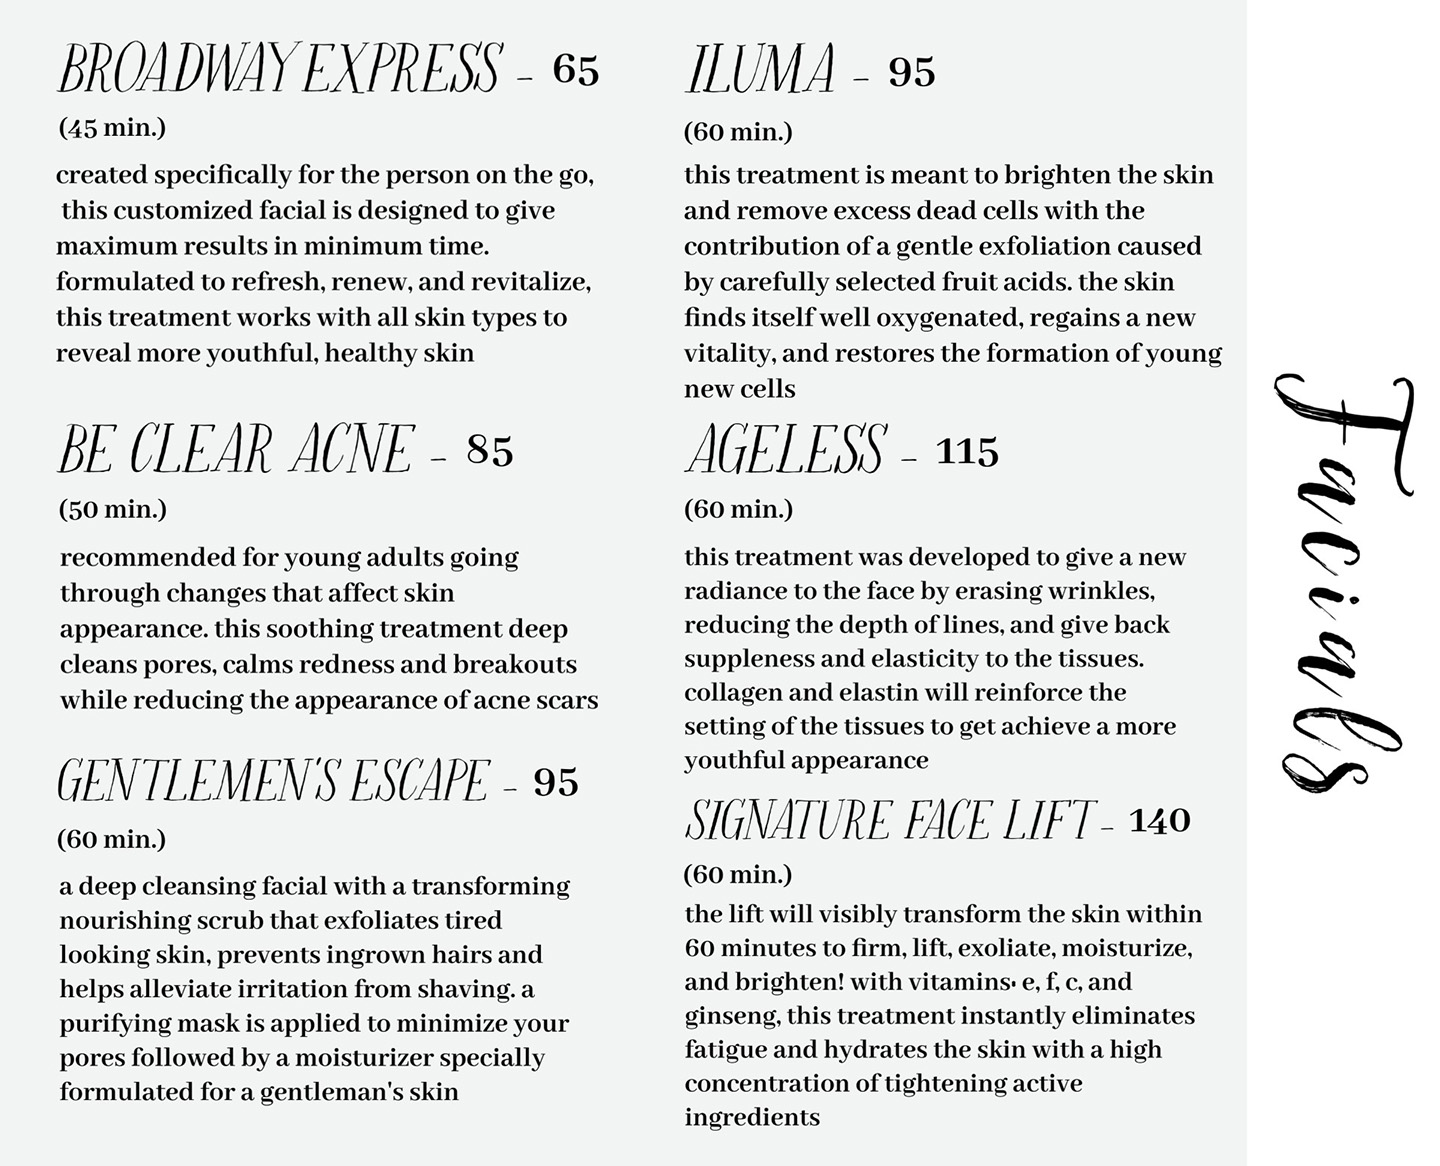 BROADWAY EXPRESS - 65
(45 min.)
created specifically for the person on the go,
this customized facial is designed to give
maximum results in minimum time.
formulated to refresh, renew, and revitalize,
this treatment works with all skin types to
reveal more youthful, healthy skin
BE CLEAR ACNE - 85
(50 min.)
recommended for young adults going
through changes that affect skin
appearance. this soothing treatment deep
cleans pores, calms redness and breakouts
while reducing the appearance of acne scars
GENTLEMEN'S ESCAPE - 95
(60 min.)
a deep cleansing facial with a transforming
nourishing scrub that exfoliates tired
looking skin, prevents ingrown hairs and
helps alleviate irritation from shaving. a
purifying mask is applied to minimize your
pores followed by a moisturizer specially
formulated for a gentleman's skin
ILUMA - 95
(60 min.)
this treatment is meant to brighten the skin
and remove excess dead cells with the
contribution of a gentle exfoliation caused
by carefully selected fruit acids. the skin
finds itself well oxygenated, regains a new
vitality, and restores the formation of young
new cells
AGELESS - 115
(60 min.)
this treatment was developed to give a new
radiance to the face by erasing wrinkles,
reducing the depth of lines, and give back
suppleness and elasticity to the tissues.
collagen and elastin will reinforce the
setting of the tissues to get achieve a more
youthful appearance
SIGNATURE FACE LIFT - 140
(60 min.)
the lift will visibly transform the skin within
60 minutes to firm, lift, exoliate, moisturize,
and brighten! with vitamins· e, f, c, and
ginseng, this treatment instantly eliminates
fatigue and hydrates the skin with a high
concentration of tightening active
ingredients
Facials